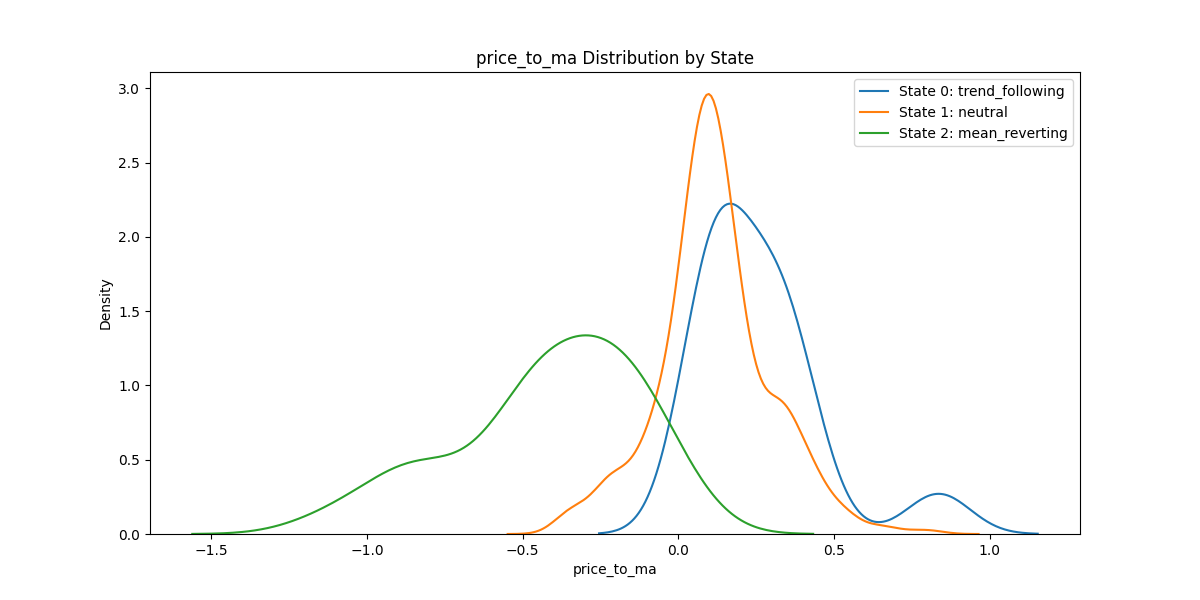 price_to_ma Distribution by State
State 0: trend_following
State 1: neutral
State 2: mean_reverting
Density
3.0
2.5
2.0
1.5
1.0
0.5
0.0
−1.5 −1.0 −0.5 0.0 0.5 1.0
price_to_ma